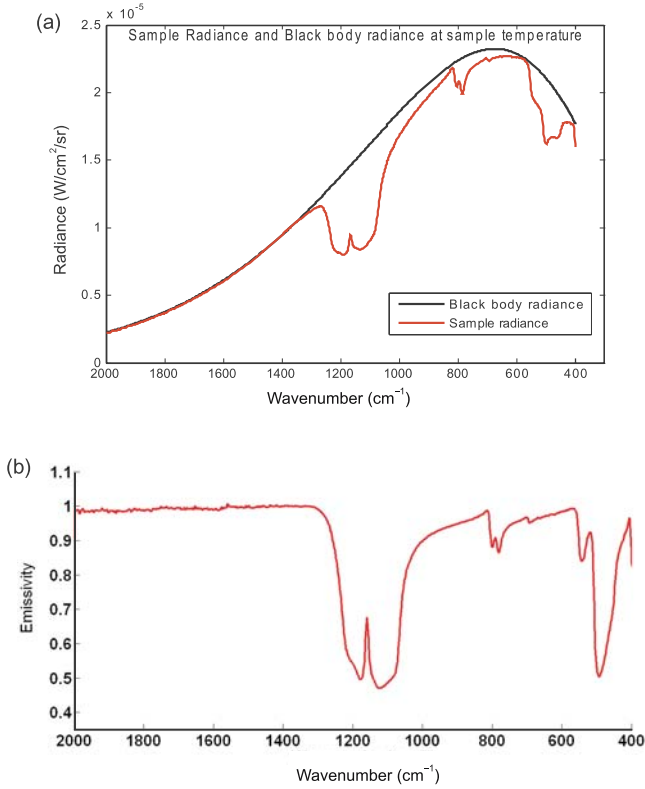 (a)
x 10⁻⁵
Sample Radiance and Black body radiance at sample temperature
2.5
2
1.5
1
0.5
0
Radiance (W/cm²/sr)
Black body radiance
Sample radiance
2000 1800 1600 1400 1200 1000 800 600 400
Wavenumber (cm⁻¹)
(b)
1.1
1
0.9
0.8
0.7
0.6
0.5
0.4
Emissivity
2000 1800 1600 1400 1200 1000 800 600 400
Wavenumber (cm⁻¹)